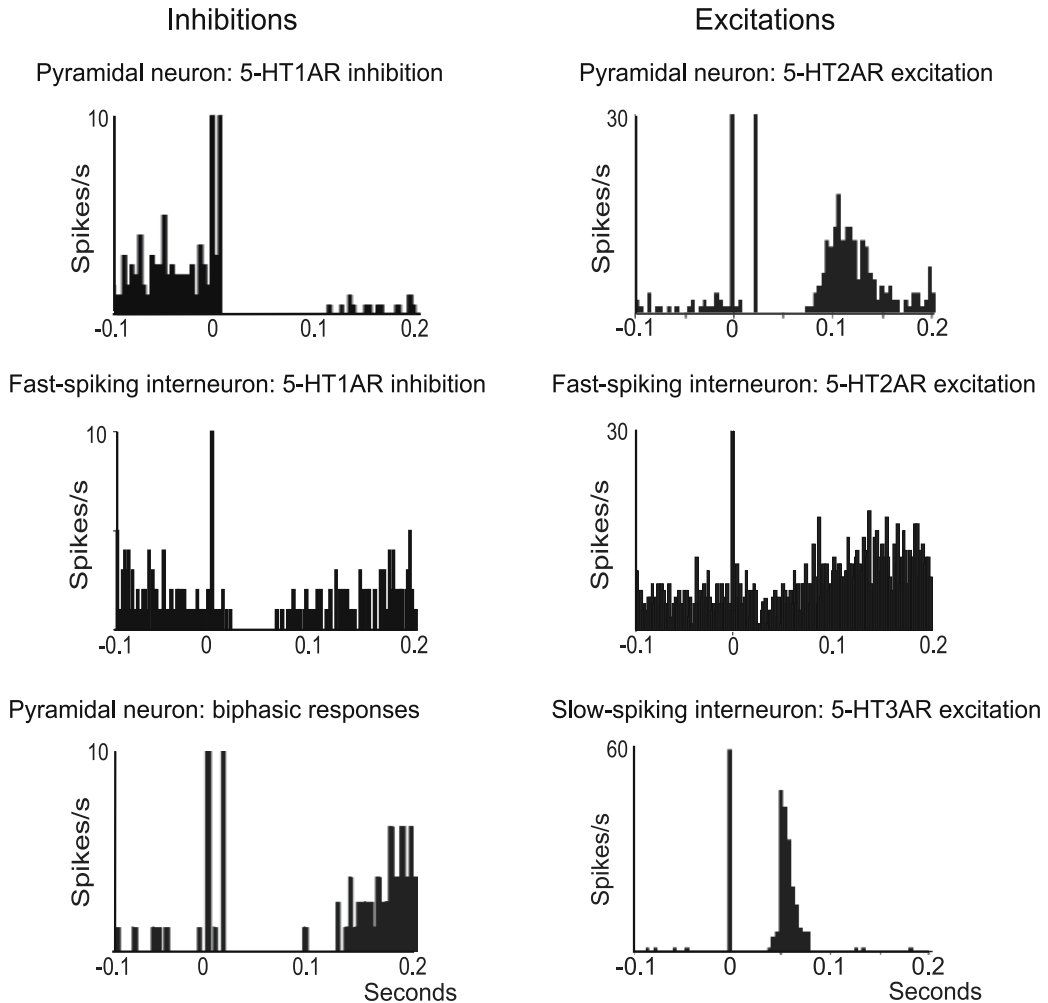 Inhibitions
Excitations
Pyramidal neuron: 5-HT1AR inhibition
Pyramidal neuron: 5-HT2AR excitation
10
Spikes/s
-0.1 0 0.1 0.2
30
Spikes/s
-0.1 0 0.1 0.2
Fast-spiking interneuron: 5-HT1AR inhibition
Fast-spiking interneuron: 5-HT2AR excitation
10
Spikes/s
-0.1 0 0.1 0.2
30
Spikes/s
-0.1 0 0.1 0.2
Pyramidal neuron: biphasic responses
Slow-spiking interneuron: 5-HT3AR excitation
10
Spikes/s
-0.1 0 0.1 0.2
Seconds
60
Spikes/s
-0.1 0 0.1 0.2
Seconds